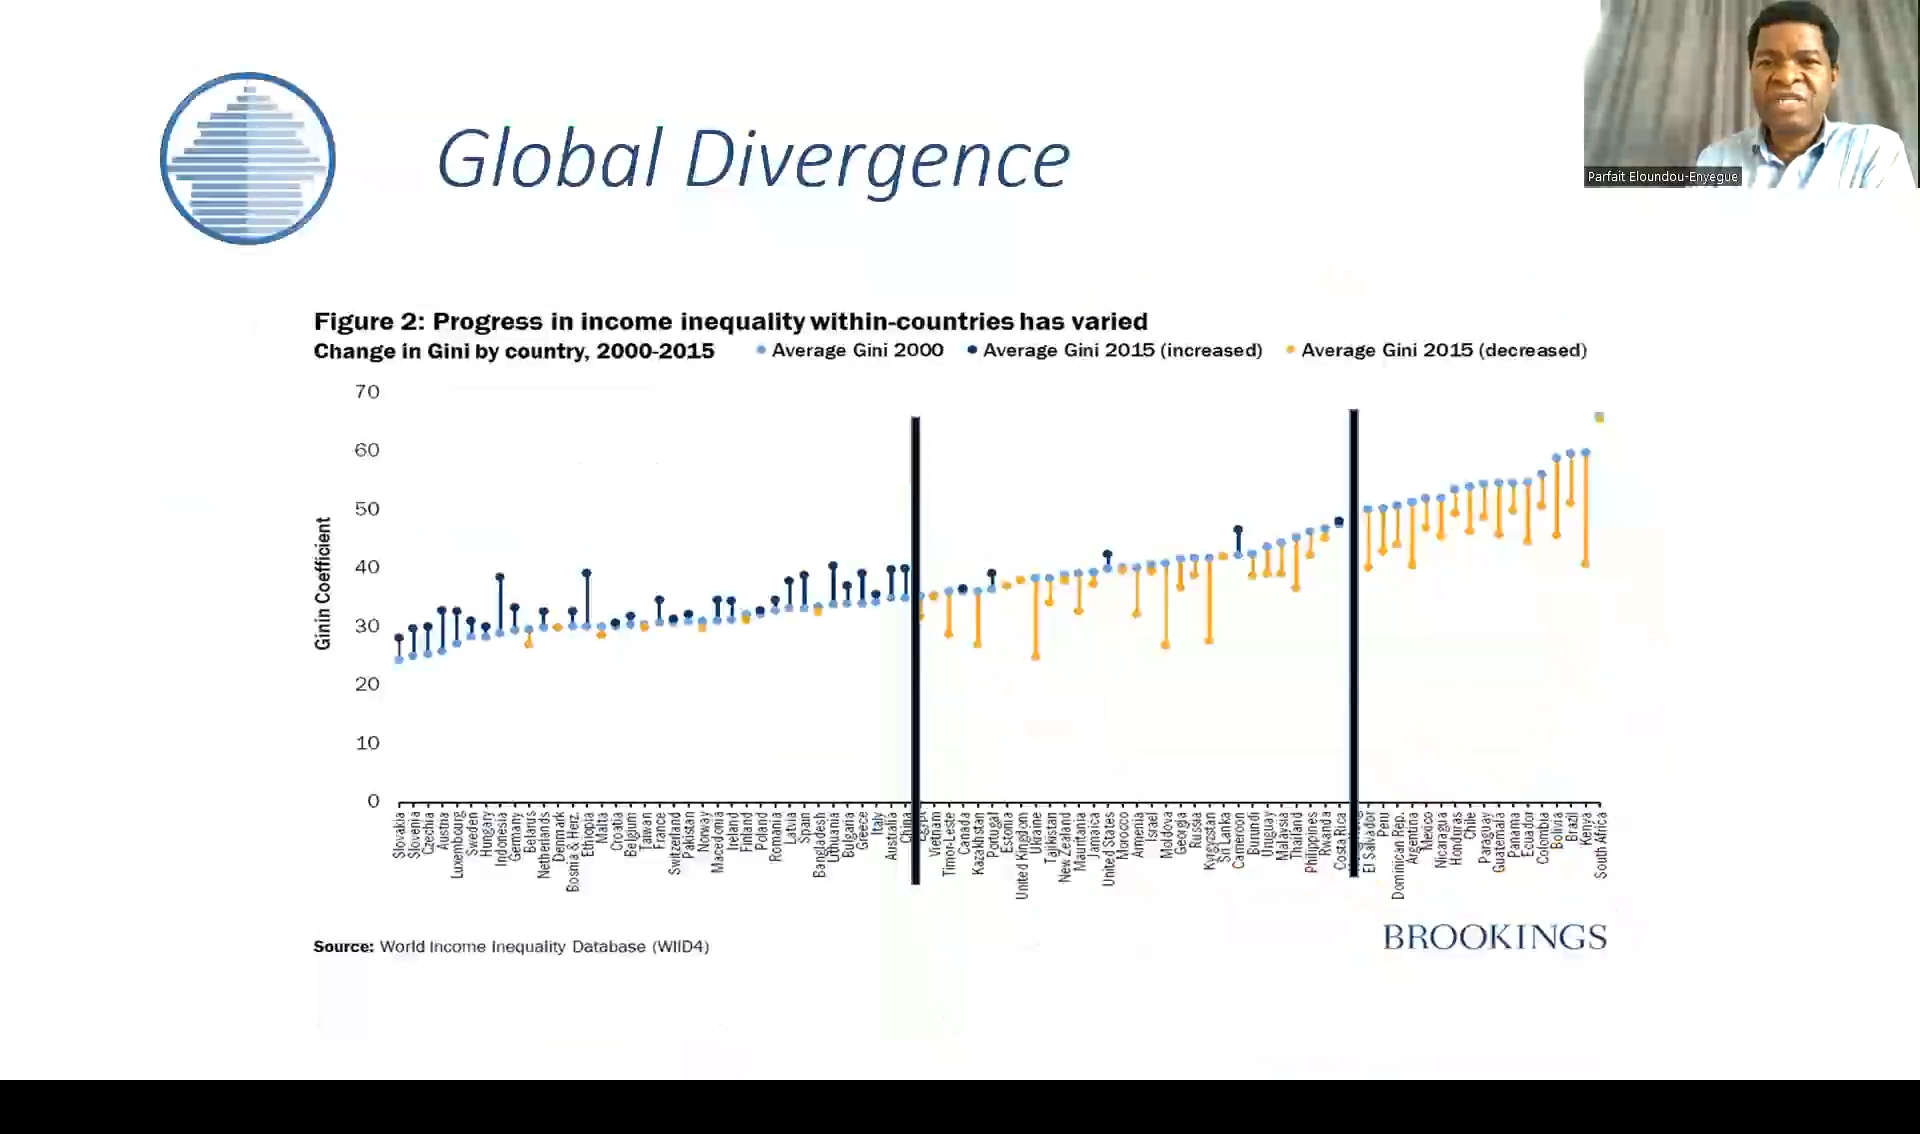 Global Divergence
Parfait Eloundou-Enyegue
Figure 2: Progress in income inequality within-countries has varied
Change in Gini by country, 2000-2015
Average Gini 2000
Average Gini 2015 (increased)
Average Gini 2015 (decreased)
Ginin Coefficient
70
60
50
40
30
20
10
0
Slovakia
Slovenia
Czechia
Austria
Luxembourg
Sweden
Hungary
Indonesia
Germany
Belarus
Netherlands
Denmark
Bosnia & Herz.
Ethiopia
Malta
Croatia
Belgium
Taiwan
France
Switzerland
Pakistan
Norway
Macedonia
Ireland
Finland
Poland
Romania
Latvia
Spain
Bangladesh
Lithuania
Bulgaria
Greece
Italy
Australia
China
Egypt
Vietnam
Timor-Leste
Canada
Kazakhstan
Portugal
Estonia
United Kingdom
Ukraine
Tajikistan
New Zealand
Mauritania
Jamaica
United States
Morocco
Armenia
Israel
Moldova
Georgia
Russia
Kyrgyzstan
Sri Lanka
Cameroon
Burundi
Uruguay
Malaysia
Thailand
Philippines
Rwanda
Costa Rica
El Salvador
Peru
Dominican Rep.
Argentina
Mexico
Nicaragua
Honduras
Chile
Paraguay
Guatemala
Panama
Ecuador
Colombia
Bolivia
Brazil
Kenya
South Africa
Source: World Income Inequality Database (WIID4)
BROOKINGS